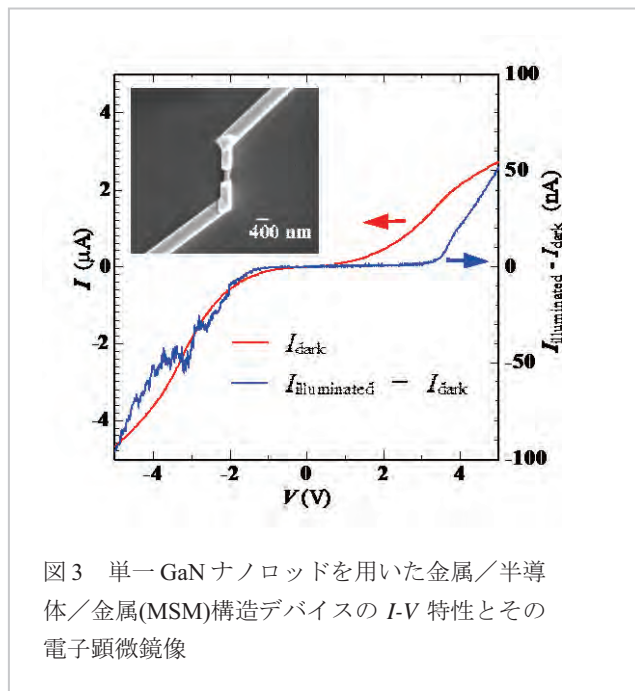 100
4
50
2
400 nm
0
0
I (μA)
I_illuminated − I_dark (nA)
-2
I_dark
-50
I_illuminated − I_dark
-4
-100
-4
-2
0
2
4
V (V)
図3 単一 GaN ナノロッドを用いた金属／半導
体／金属(MSM)構造デバイスの I-V 特性とその
電子顕微鏡像